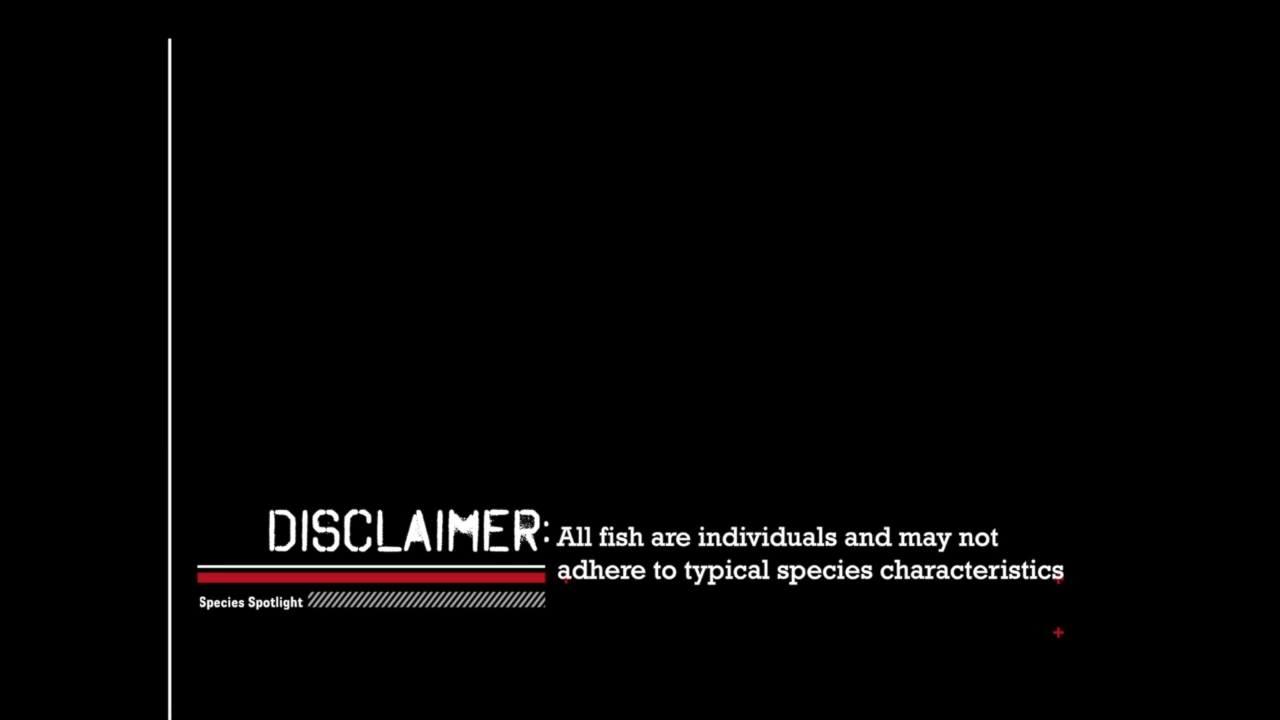 DISCLAIMER: All fish are individuals and may not
adhere to typical species characteristics
Species Spotlight